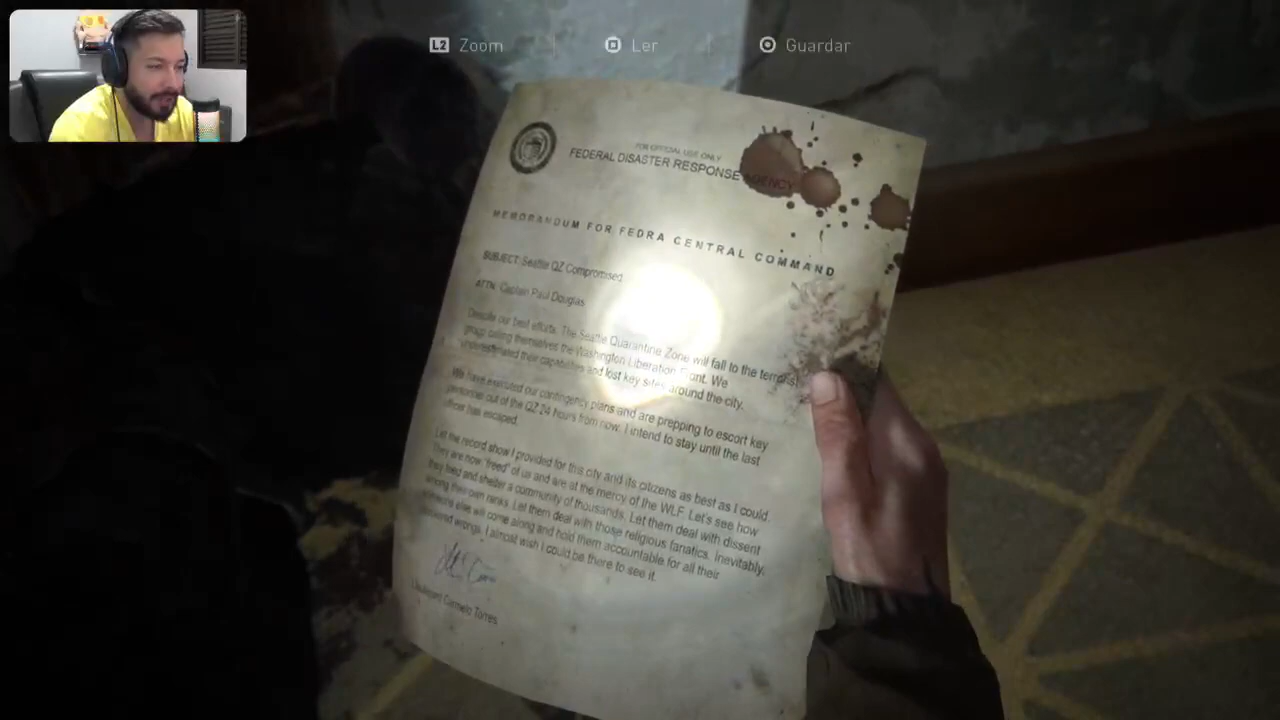 L2 Zoom Ler Guardar
FOR OFFICIAL USE ONLY
FEDERAL DISASTER RESPONSE AGENCY
MEMORANDUM FOR FEDRA CENTRAL COMMAND
SUBJECT: Seattle QZ Compromised
ATTN: Captain Paul Douglas
Despite our best efforts. The Seattle Quarantine Zone will fall to the terrorist
group calling themselves the Washington Liberation Front. We
underestimated their capabilities and lost key sites around the city.
We have executed our contingency plans and are prepping to escort key
personnel out of the QZ 24 hours from now. I intend to stay until the last
officer has escaped.
Let the record show I provided for this city and its citizens as best as I could.
They are now "freed" of us and are at the mercy of the WLF. Let's see how
they feed and shelter a community of thousands. Let them deal with dissent
among their own ranks. Let them deal with those religious fanatics. Inevitably,
someone else will come along and hold them accountable for all their
wrongs. I almost wish I could be there to see it.
Lieutenant Carmelo Torres